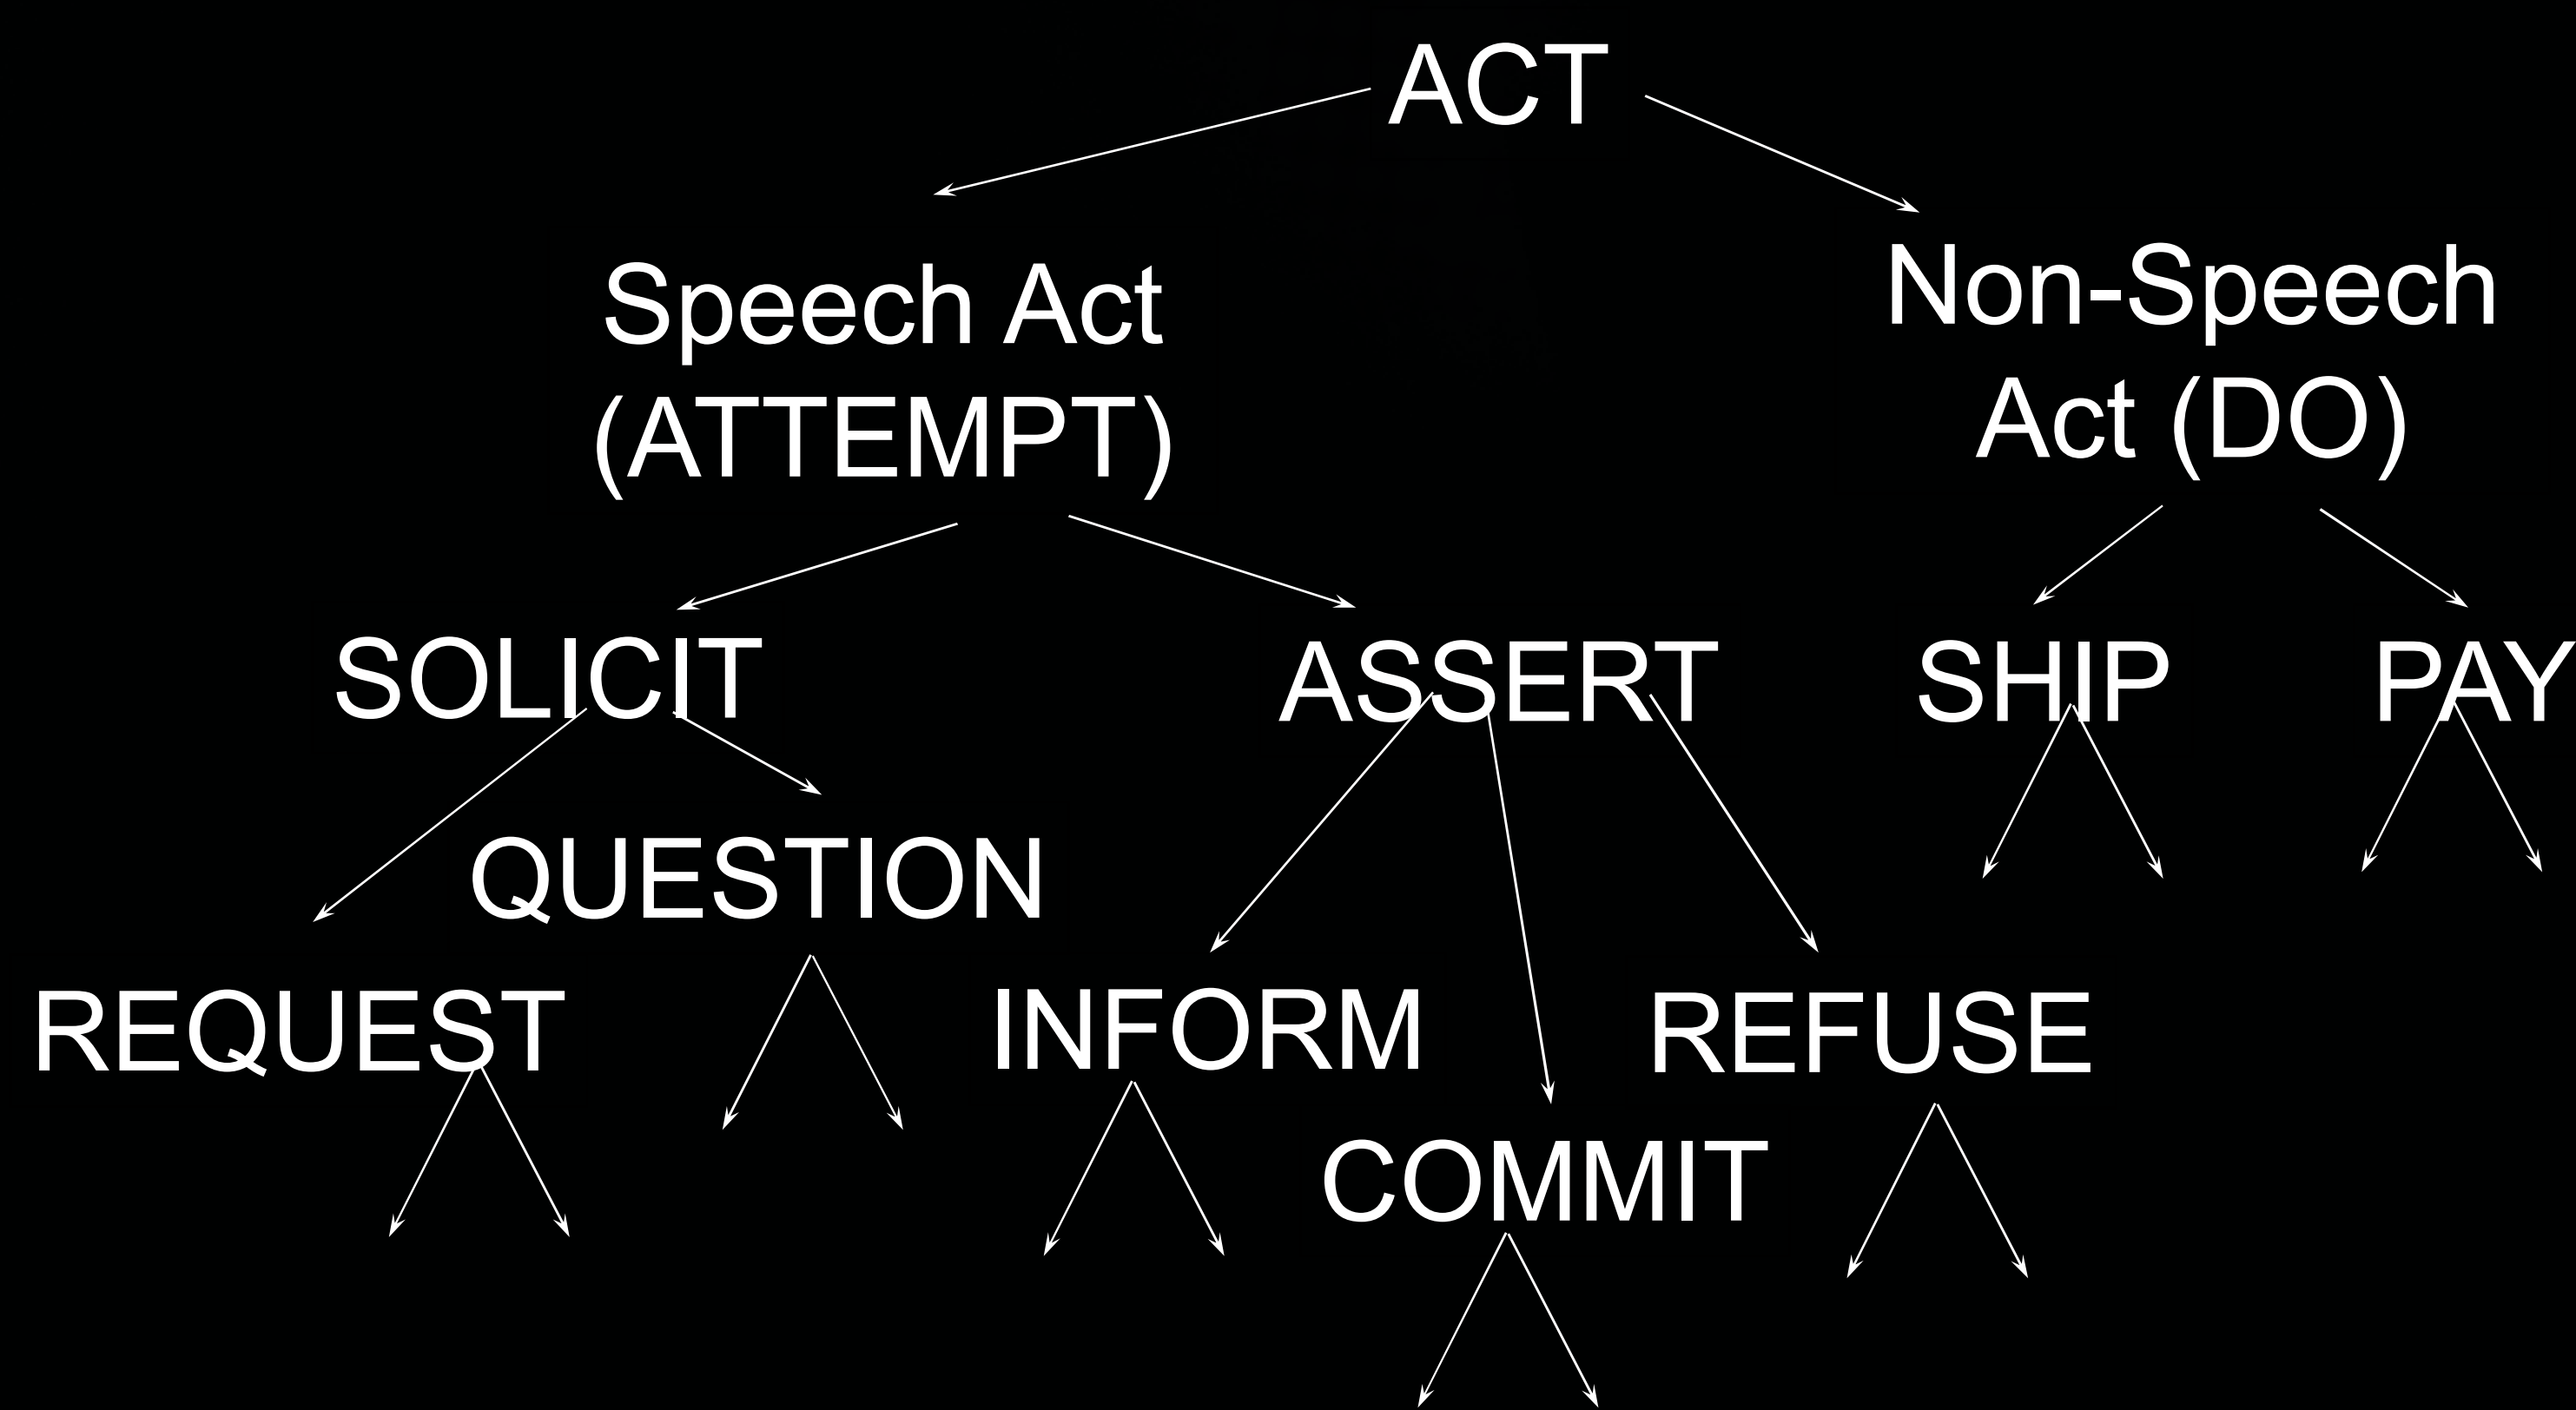 ACT
Speech Act
(ATTEMPT)
Non-Speech
Act (DO)
SOLICIT
ASSERT
SHIP
PAY
QUESTION
REQUEST
INFORM
REFUSE
COMMIT